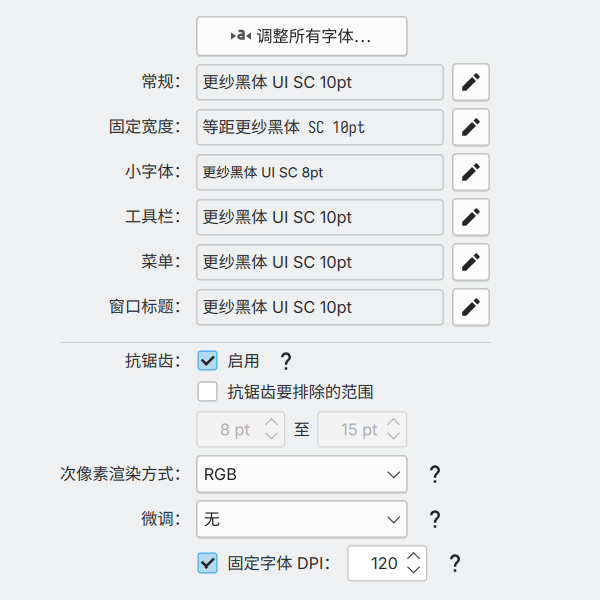 调整所有字体...
常规： 更纱黑体 UI SC 10pt
固定宽度： 等距更纱黑体 SC 10pt
小字体： 更纱黑体 UI SC 8pt
工具栏： 更纱黑体 UI SC 10pt
菜单： 更纱黑体 UI SC 10pt
窗口标题： 更纱黑体 UI SC 10pt
抗锯齿： 启用 ?
抗锯齿要排除的范围
8 pt 至 15 pt
次像素渲染方式： RGB ?
微调： 无 ?
固定字体 DPI： 120 ?